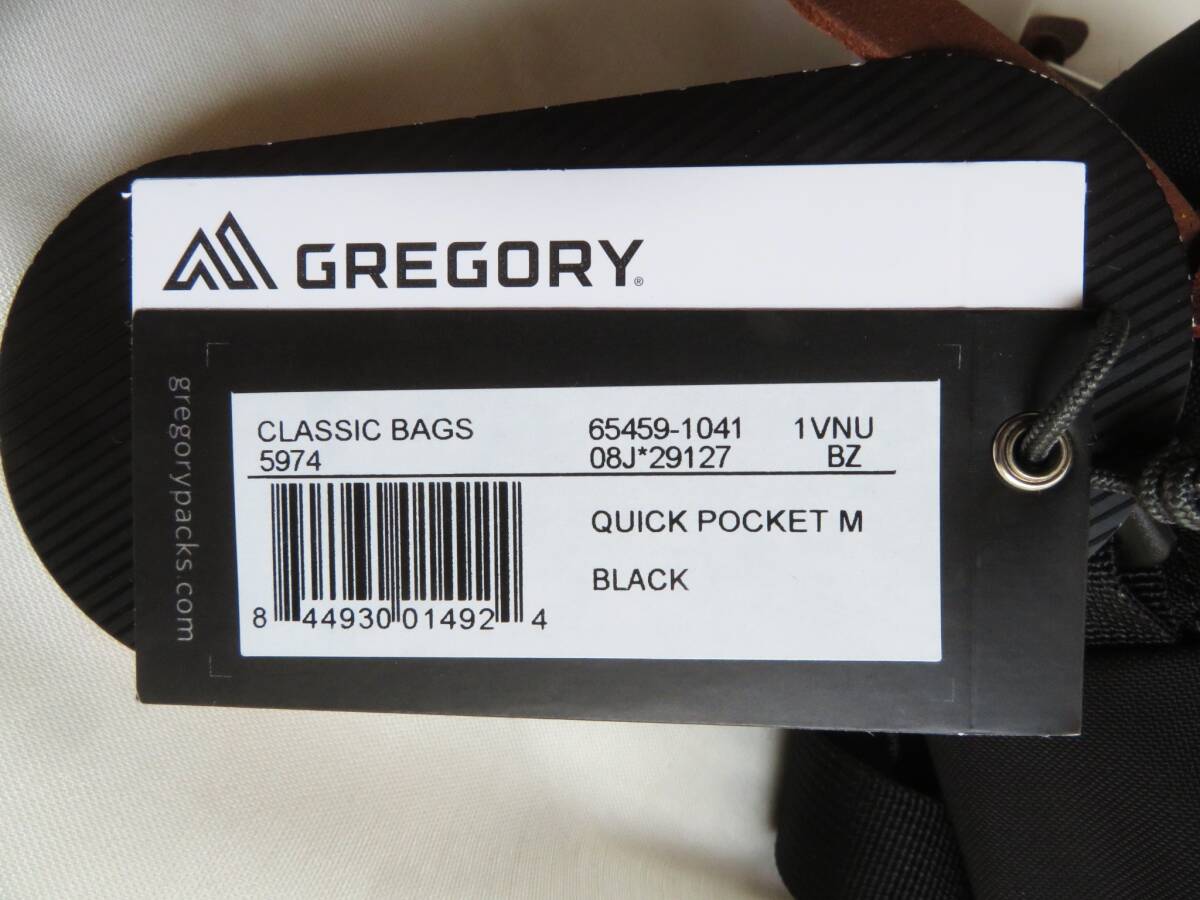 GREGORY®
gregorypacks.com
CLASSIC BAGS 65459-1041 1VNU
5974 08J*29127 BZ
QUICK POCKET M
BLACK
8 44930 01492 4